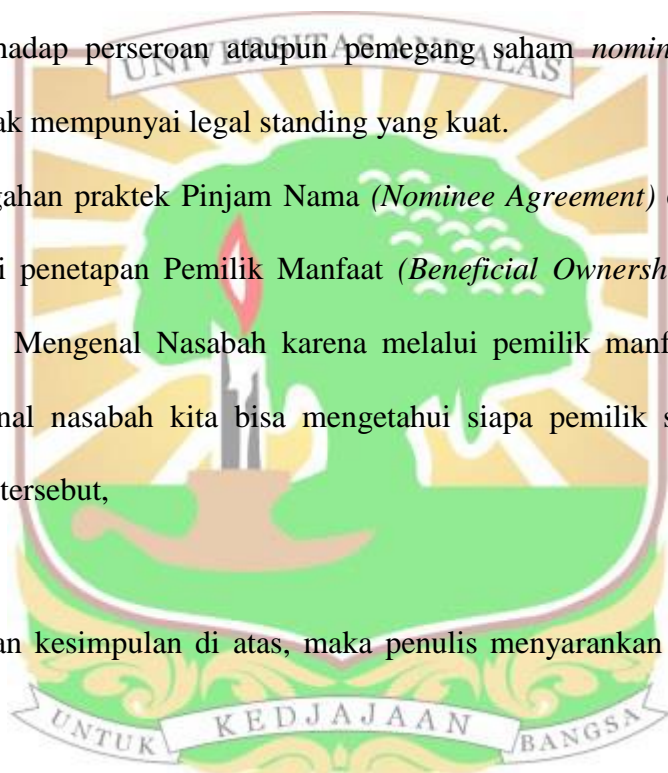 hadap perseroan ataupun pemegang saham nomin
UNIVERSITAS ANDALAS
ak mempunyai legal standing yang kuat.
gahan praktek Pinjam Nama (Nominee Agreement)
i penetapan Pemilik Manfaat (Beneficial Ownersh
Mengenal Nasabah karena melalui pemilik manf
nal nasabah kita bisa mengetahui siapa pemilik s
tersebut,
an kesimpulan di atas, maka penulis menyarankan
UNTUK KEDJAJAAN BANGSA